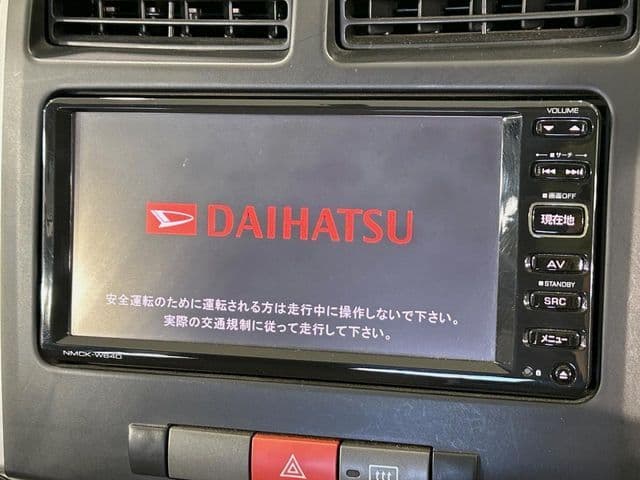 VOLUME
サーチ
画面OFF
現在地
AV
STANDBY
SRC
メニュー
DAIHATSU
安全運転のために運転される方は走行中に操作しないで下さい。
実際の交通規制に従って走行して下さい。
NMCK-W64D